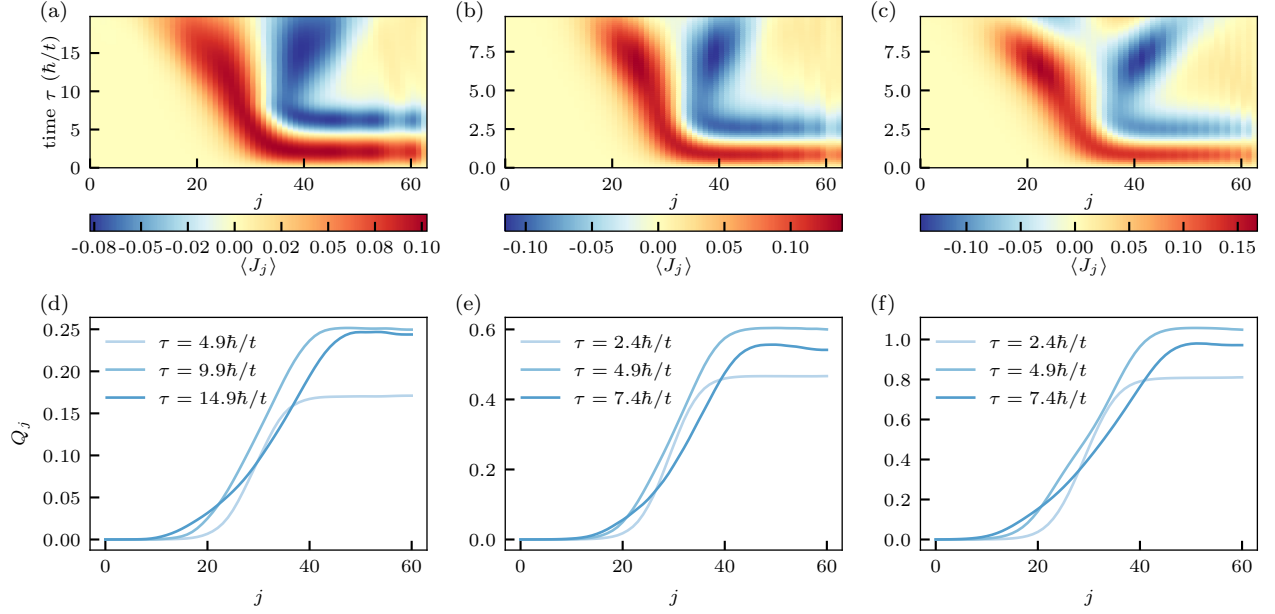 (a) (b) (c)
time τ (ħ/t)
15
10
5
0
0 20 40 60
j
7.5
5.0
2.5
0.0
0 20 40 60
j
7.5
5.0
2.5
0.0
0 20 40 60
j
-0.08 -0.05 -0.02 0.00 0.02 0.05 0.08 0.10
⟨J_j⟩
-0.10 -0.05 0.00 0.05 0.10
⟨J_j⟩
-0.10 -0.05 0.00 0.05 0.10 0.15
⟨J_j⟩
(d) (e) (f)
Q_j
0.25
0.20
0.15
0.10
0.05
0.00
τ = 4.9ħ/t
τ = 9.9ħ/t
τ = 14.9ħ/t
0 20 40 60
j
0.6
0.4
0.2
0.0
τ = 2.4ħ/t
τ = 4.9ħ/t
τ = 7.4ħ/t
0 20 40 60
j
1.0
0.8
0.6
0.4
0.2
0.0
τ = 2.4ħ/t
τ = 4.9ħ/t
τ = 7.4ħ/t
0 20 40 60
j